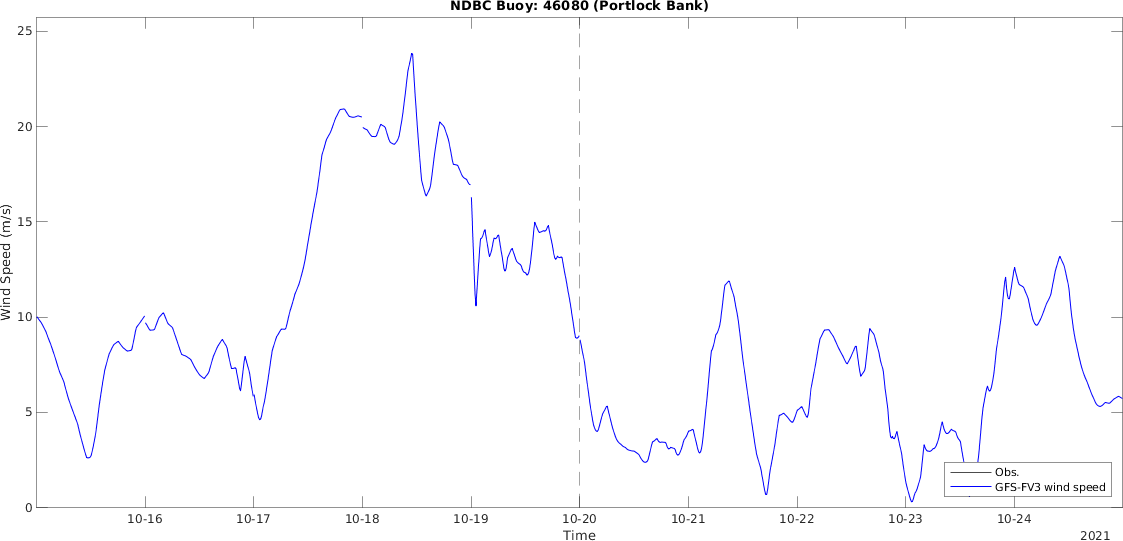 NDBC Buoy: 46080 (Portlock Bank)
25
20
15
10
5
0
Wind Speed (m/s)
10-16 10-17 10-18 10-19 10-20 10-21 10-22 10-23 10-24
Time
2021
Obs.
GFS-FV3 wind speed